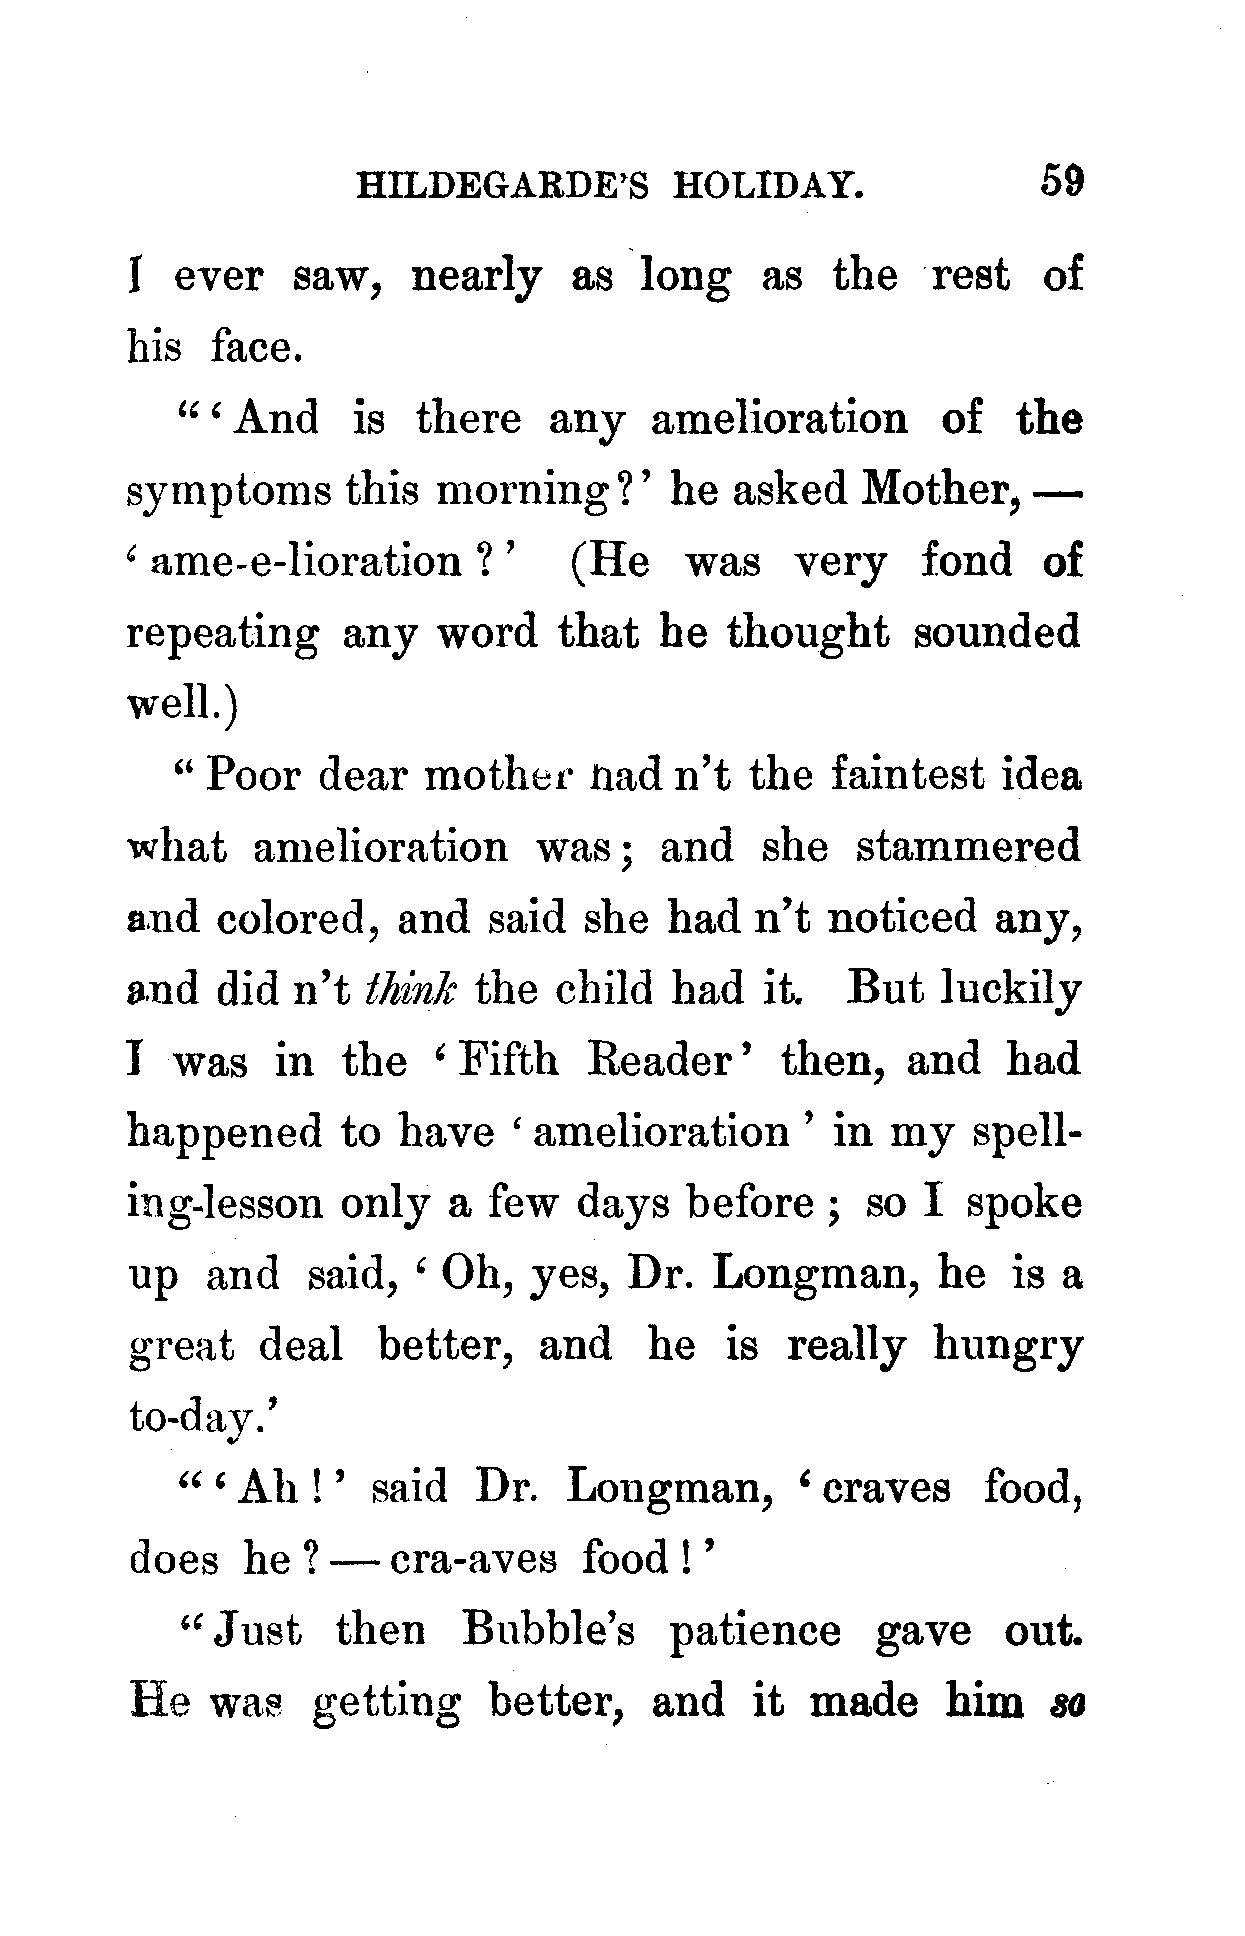 HILDEGARDE'S HOLIDAY. 59
I ever saw, nearly as long as the rest of
his face.
"'And is there any amelioration of the
symptoms this morning?' he asked Mother, —
'ame-e-lioration?' (He was very fond of
repeating any word that he thought sounded
well.)
"Poor dear mother had n't the faintest idea
what amelioration was; and she stammered
and colored, and said she had n't noticed any,
and did n't think the child had it. But luckily
I was in the 'Fifth Reader' then, and had
happened to have 'amelioration' in my spell-
ing-lesson only a few days before; so I spoke
up and said, 'Oh, yes, Dr. Longman, he is a
great deal better, and he is really hungry
to-day.'
"'Ah!' said Dr. Longman, 'craves food,
does he? — cra-aves food!'
"Just then Bubble's patience gave out.
He was getting better, and it made him so